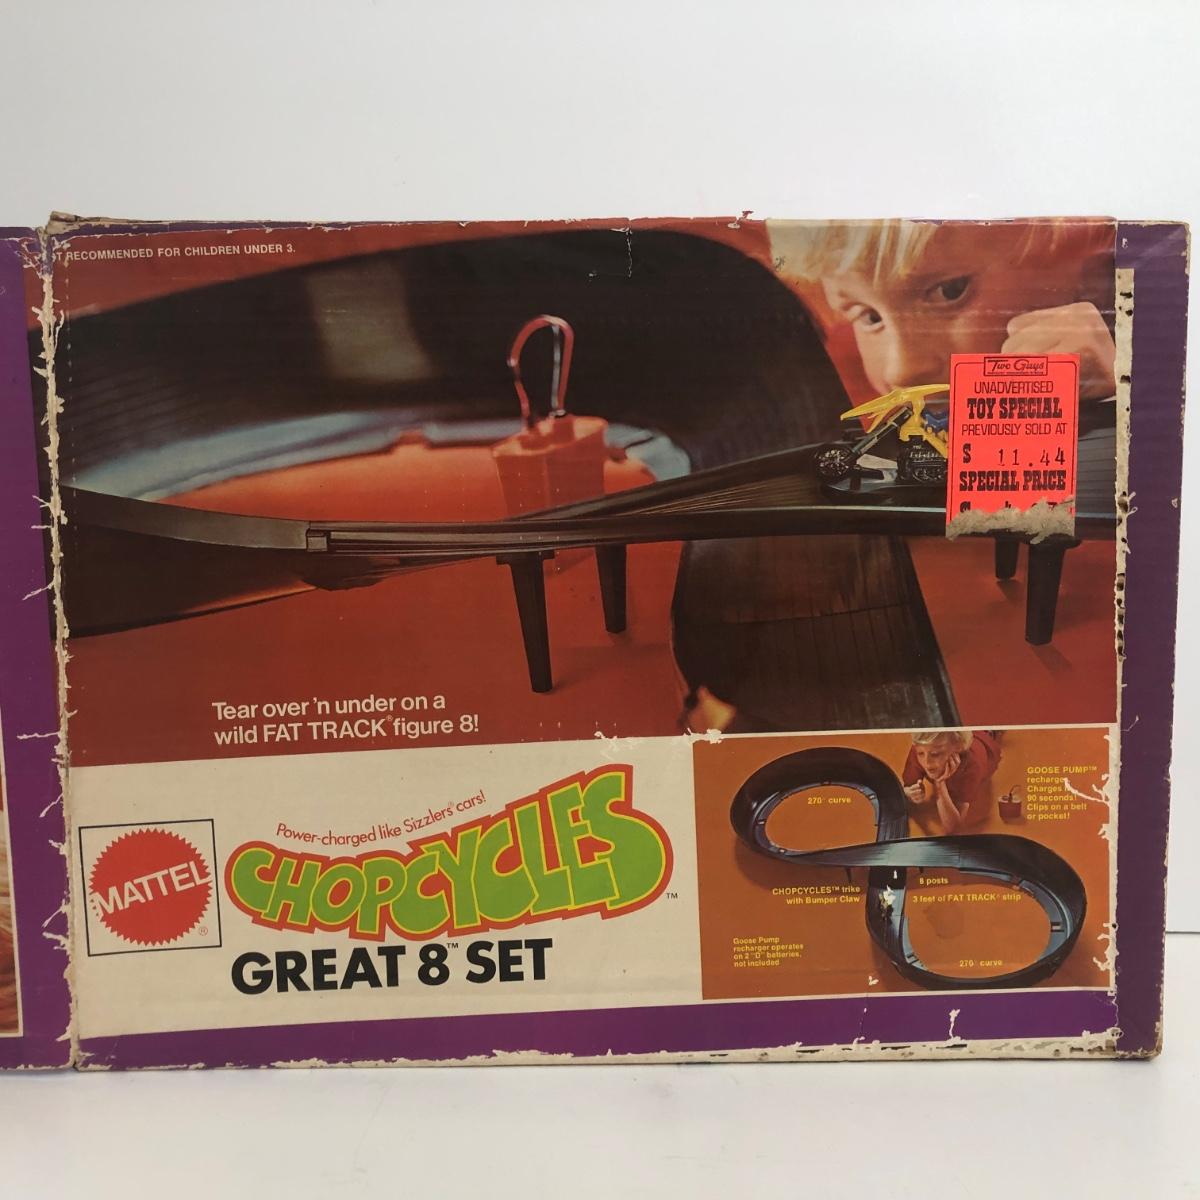 RECOMMENDED FOR CHILDREN UNDER 3.
Two Guys
UNADVERTISED
TOY SPECIAL
PREVIOUSLY SOLD AT
$ 11.44
SPECIAL PRICE
Tear over 'n under on a
wild FAT TRACK® figure 8!
Power-charged like Sizzlers® cars!
CHOPCYCLES™
GREAT 8™ SET
MATTEL®
GOOSE PUMP™
recharger
Charges
90 seconds!
Clips on a belt
or pocket!
270° curve
8 posts
CHOPCYCLES™ trike
with Bumper Claw
3 feet of FAT TRACK® strip
Goose Pump
recharger operates
on 2 "D" batteries,
not included
270° curve